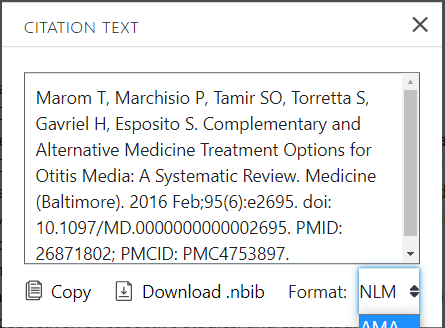 CITATION TEXT
Marom T, Marchisio P, Tamir SO, Torretta S,
Gavriel H, Esposito S. Complementary and
Alternative Medicine Treatment Options for
Otitis Media: A Systematic Review. Medicine
(Baltimore). 2016 Feb;95(6):e2695. doi:
10.1097/MD.0000000000002695. PMID:
26871802; PMCID: PMC4753897.
Copy Download .nbib Format: NLM
AMA